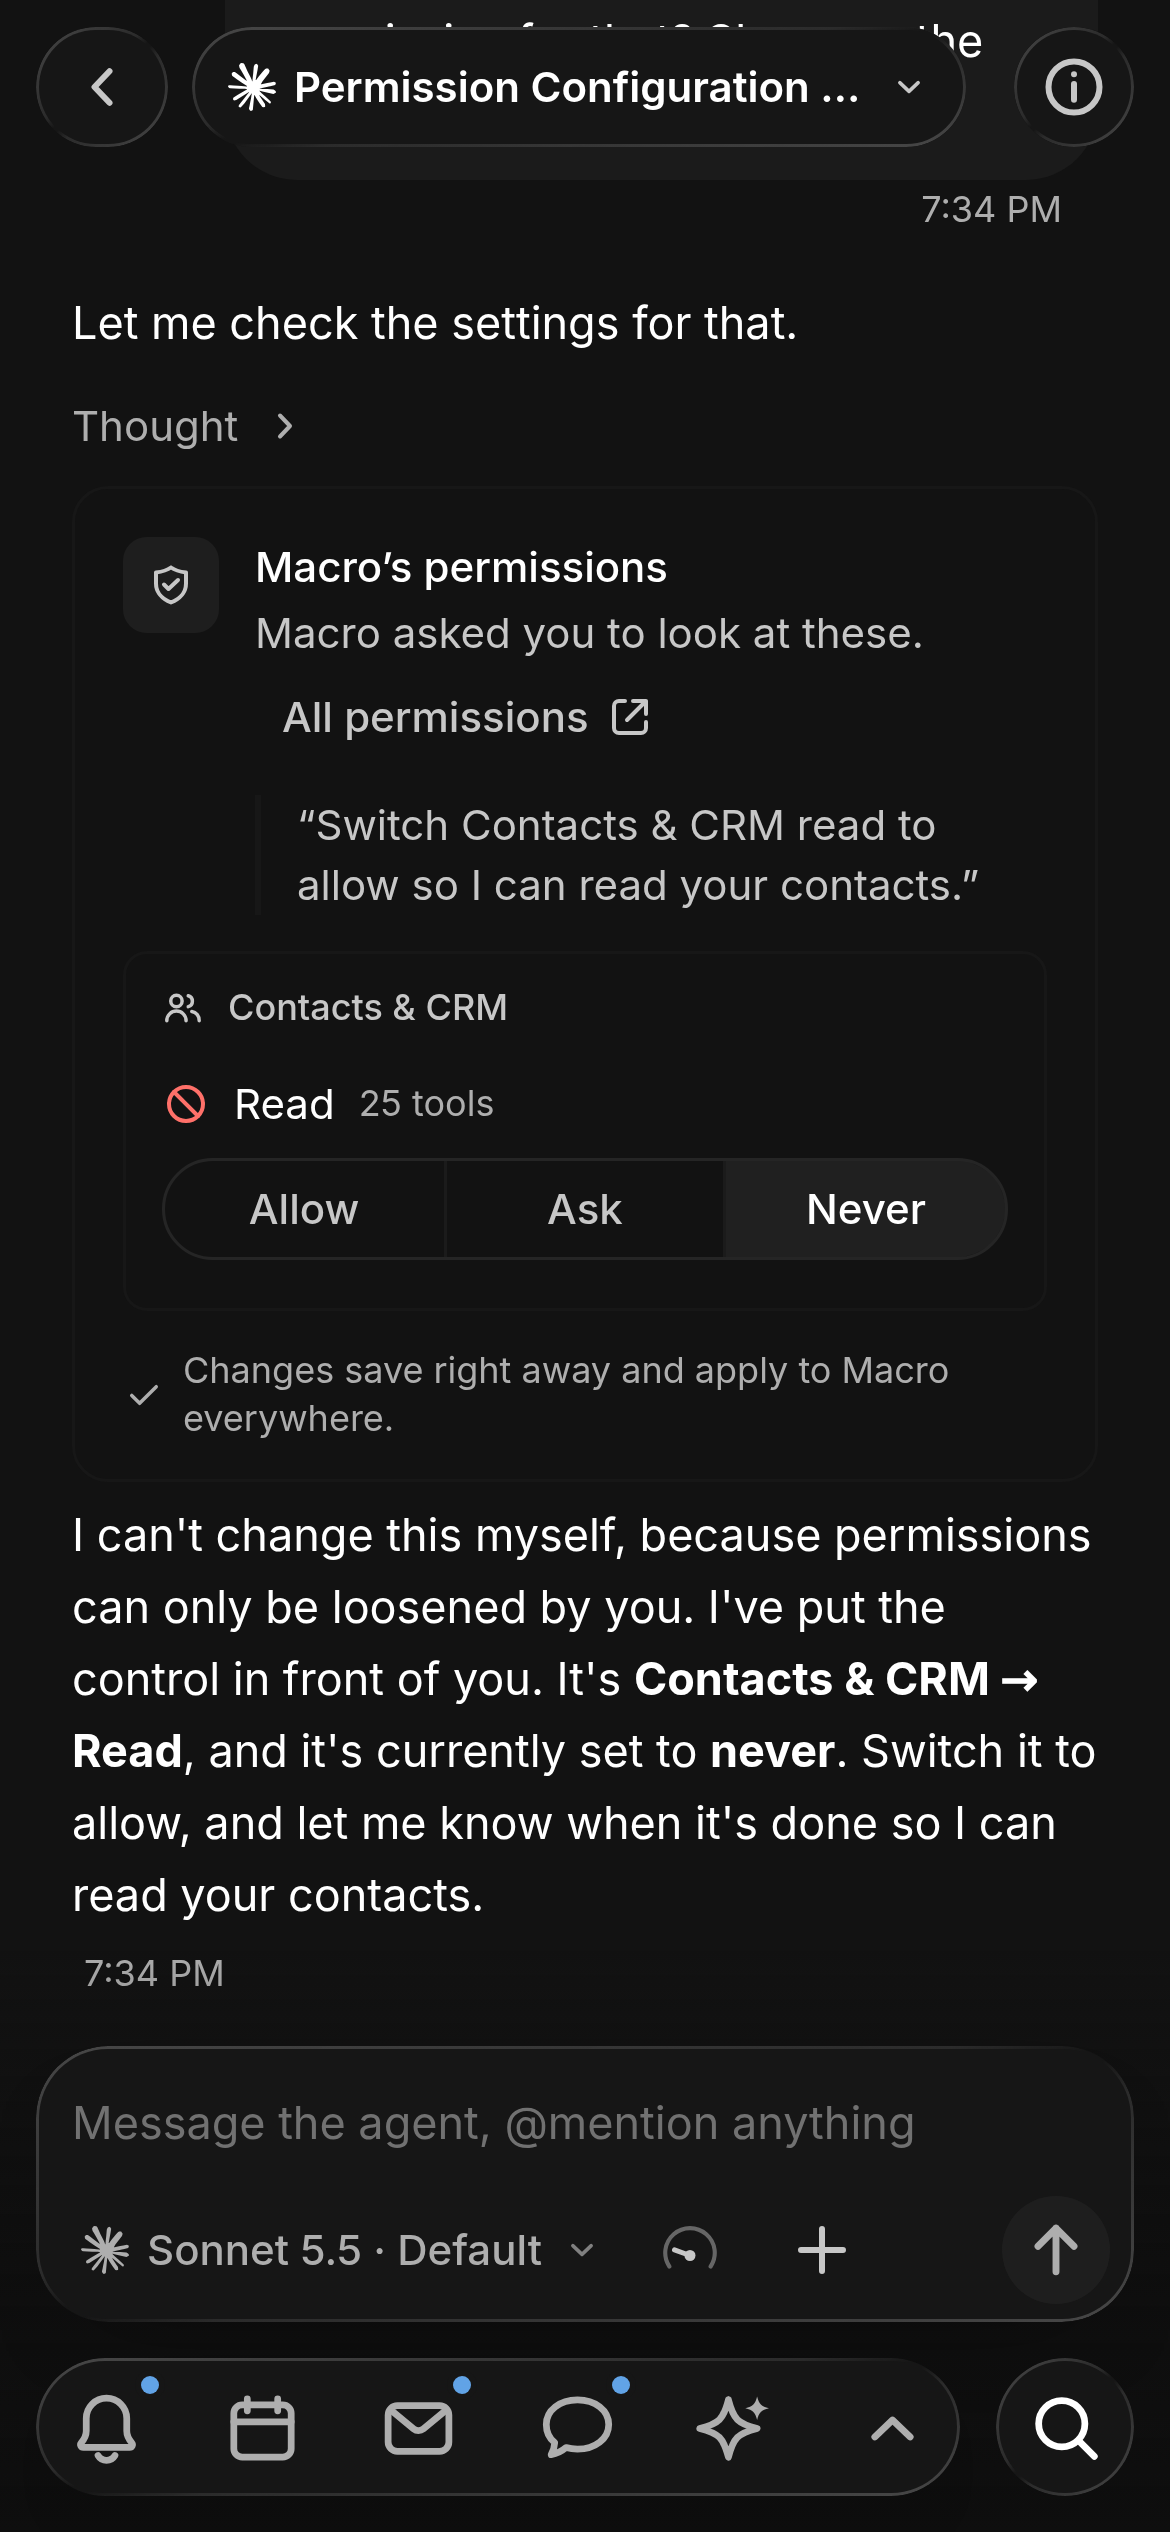 the
Permission Configuration ...
7:34 PM
Let me check the settings for that.
Thought
Macro’s permissions
Macro asked you to look at these.
All permissions
“Switch Contacts & CRM read to
allow so I can read your contacts.”
Contacts & CRM
Read 25 tools
Allow Ask Never
Changes save right away and apply to Macro
everywhere.
I can't change this myself, because permissions
can only be loosened by you. I've put the
control in front of you. It's Contacts & CRM →
Read, and it's currently set to never. Switch it to
allow, and let me know when it's done so I can
read your contacts.
7:34 PM
Message the agent, @mention anything
Sonnet 5.5 · Default